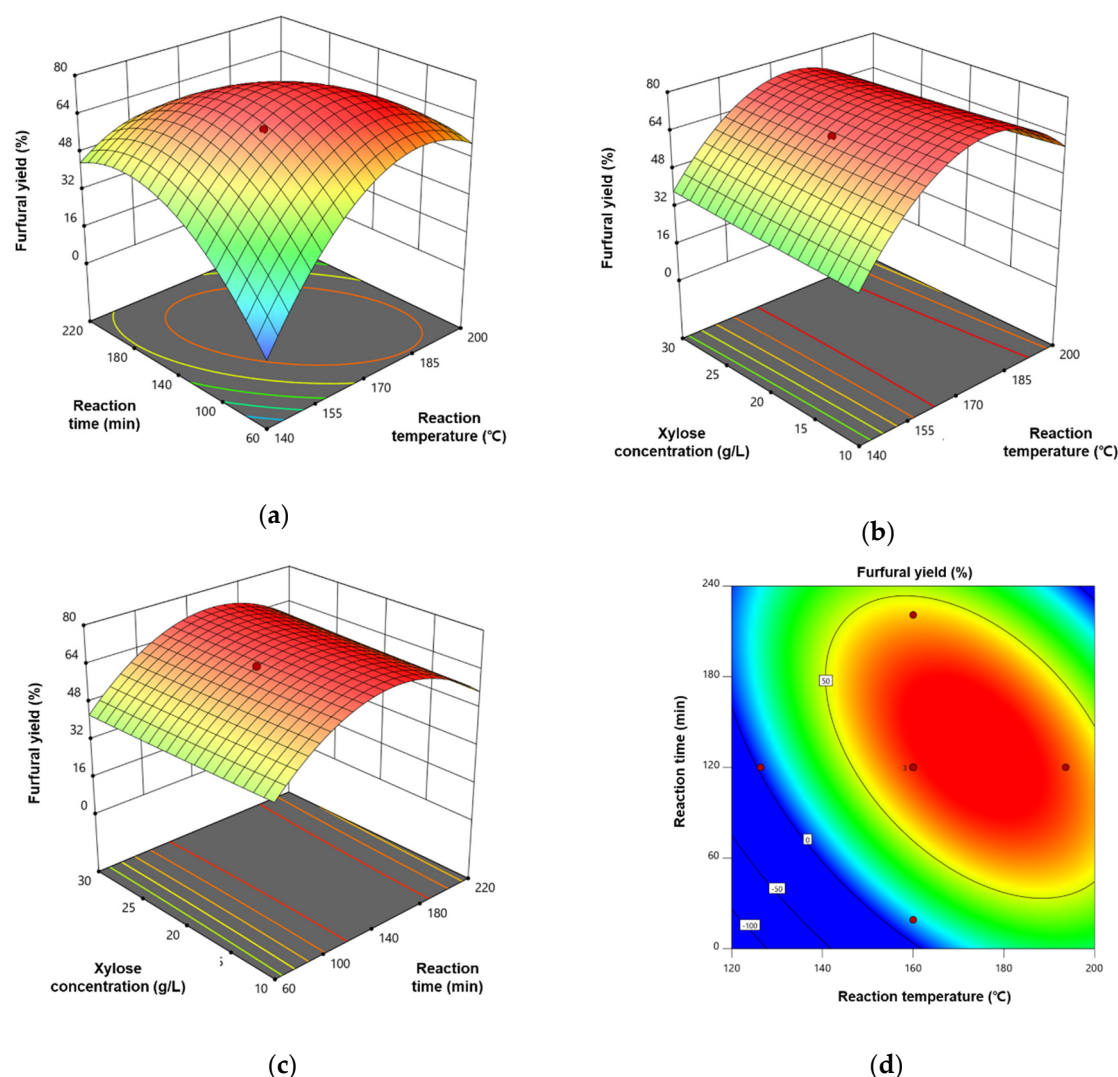 80
64
48
32
16
0
Furfural yield (%)
220
180
140
100
60
140
155
170
185
200
Reaction
time (min)
Reaction
temperature (℃)
(a)
80
64
48
32
16
0
Furfural yield (%)
30
25
20
15
10
140
155
170
185
200
Xylose
concentration (g/L)
Reaction
temperature (℃)
(b)
80
64
48
32
16
0
Furfural yield (%)
30
25
20
10
60
100
140
180
220
Xylose
concentration (g/L)
Reaction
time (min)
(c)
Furfural yield (%)
240
180
120
60
0
Reaction time (min)
50
3
0
-50
-100
120
140
160
180
200
Reaction temperature (℃)
(d)